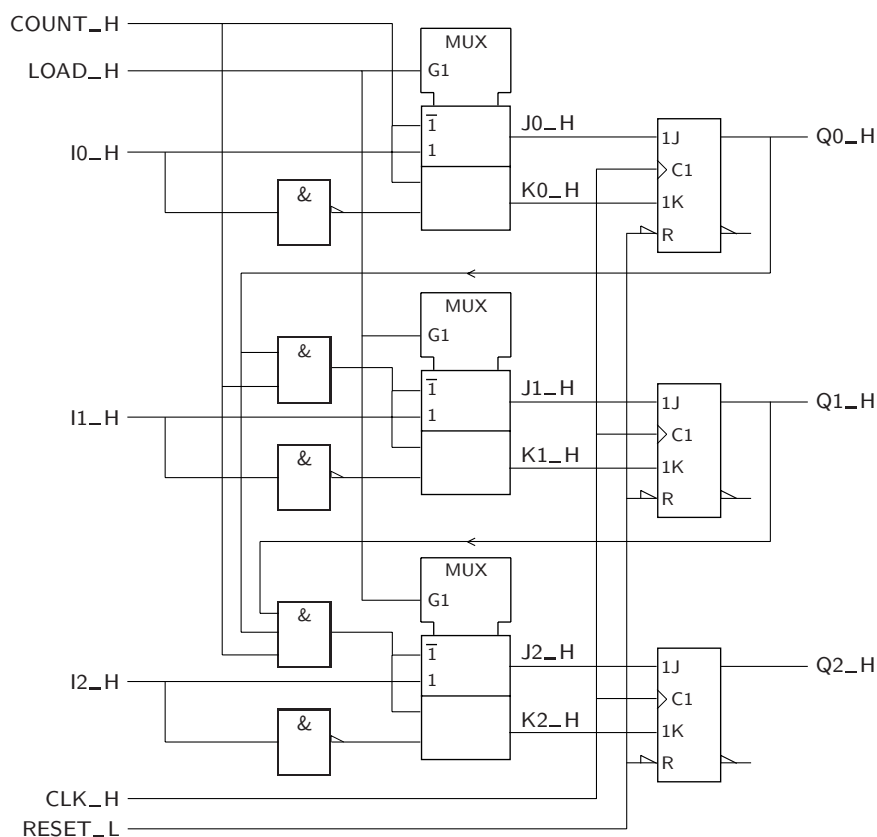 COUNT_H
MUX
LOAD_H
G1
1̅
J0_H
1J
Q0_H
I0_H
1
C1
&
K0_H
1K
R
MUX
G1
&
1̅
J1_H
1J
Q1_H
I1_H
1
C1
&
K1_H
1K
R
MUX
G1
&
1̅
J2_H
1J
Q2_H
I2_H
1
C1
&
K2_H
1K
R
CLK_H
RESET_L